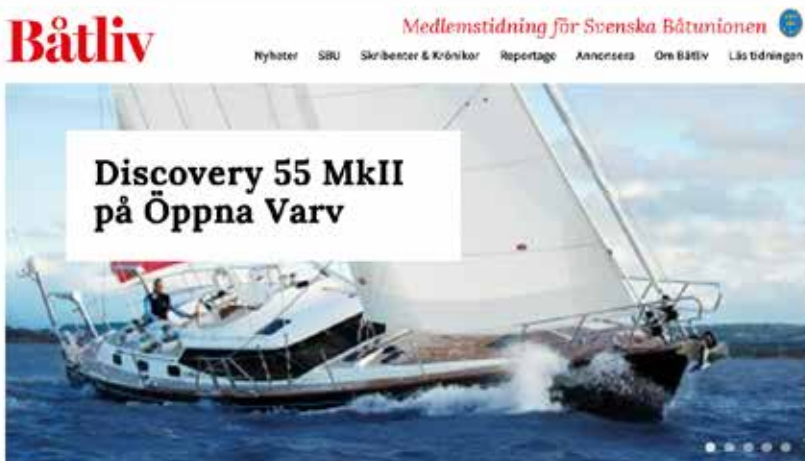 Båtliv
Medlemstidning för Svenska Båtunionen
Nyheter SBU Skribenter & Krönikor Reportage Annonsera Om Båtliv Läs tidningen
Discovery 55 MkII
på Öppna Varv